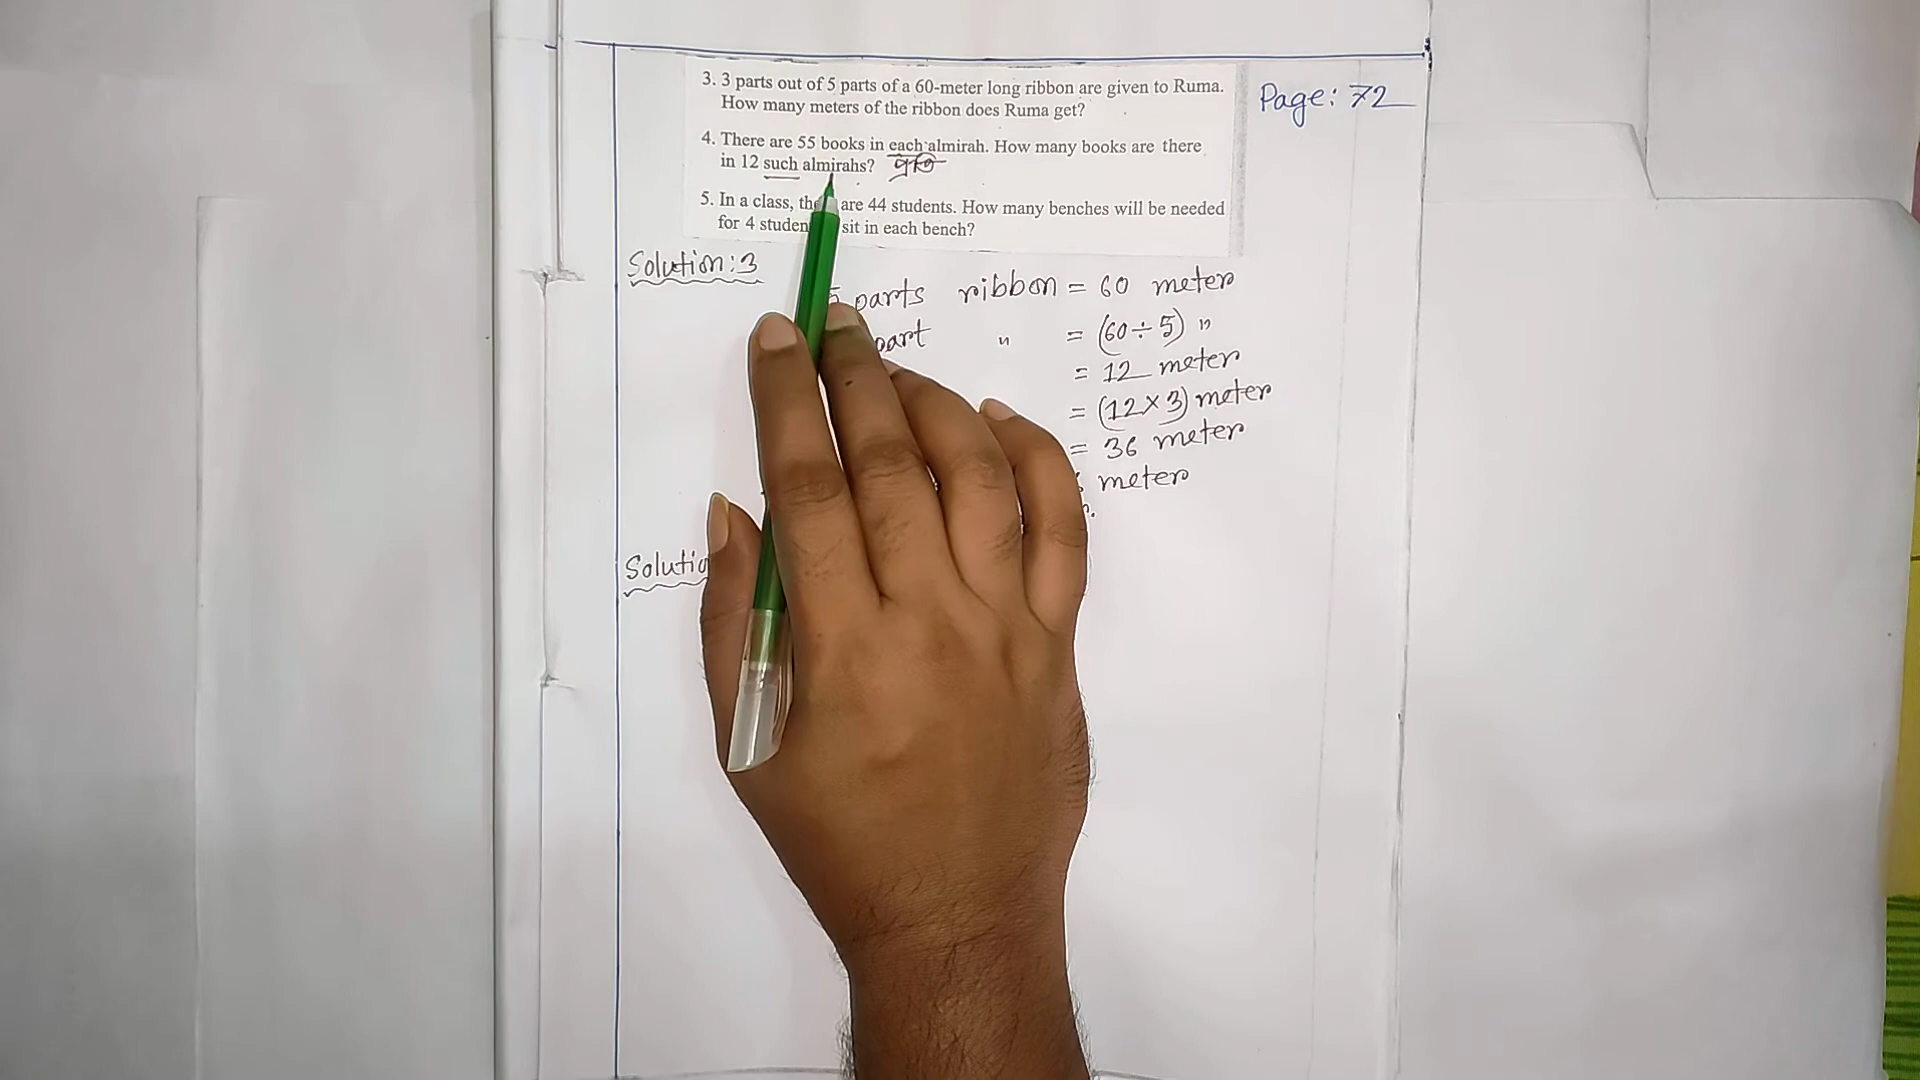 3. 3 parts out of 5 parts of a 60-meter long ribbon are given to Ruma.
How many meters of the ribbon does Ruma get?
Page: 72
4. There are 55 books in each almirah. How many books are there
in 12 such almirahs? প্রতি
5. In a class, are 44 students. How many benches will be needed
for 4 sit in each bench?
Solution:3
parts ribbon = 60 meter
part " = (60÷5) "
= 12 meter
= (12×3) meter
= 36 meter
meter